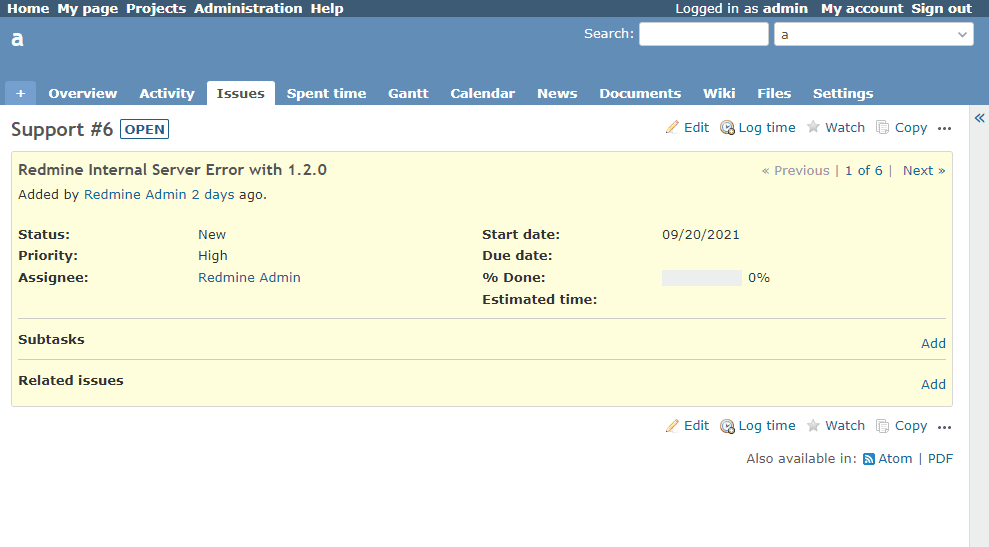 Home My page Projects Administration Help Logged in as admin My account Sign out
a Search: a
+ Overview Activity Issues Spent time Gantt Calendar News Documents Wiki Files Settings
Support #6 OPEN Edit Log time Watch Copy ••• «
Redmine Internal Server Error with 1.2.0 « Previous | 1 of 6 | Next »
Added by Redmine Admin 2 days ago.
Status: New Start date: 09/20/2021
Priority: High Due date:
Assignee: Redmine Admin % Done: 0%
Estimated time:
Subtasks Add
Related issues Add
Edit Log time Watch Copy •••
Also available in: Atom | PDF